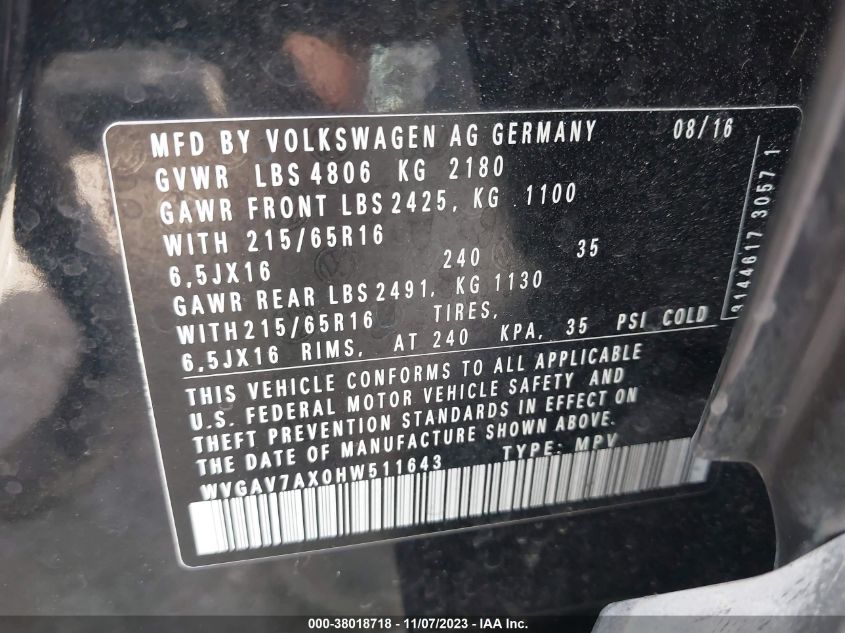 MFD BY VOLKSWAGEN AG GERMANY 08/16
GVWR LBS 4806 KG 2180
GAWR FRONT LBS 2425, KG 1100
WITH 215/65R16
6,5JX16 240 35
GAWR REAR LBS 2491, KG 1130
WITH 215/65R16 TIRES,
6,5JX16 RIMS, AT 240 KPA, 35 PSI COLD
THIS VEHICLE CONFORMS TO ALL APPLICABLE
U.S. FEDERAL MOTOR VEHICLE SAFETY AND
THEFT PREVENTION STANDARDS IN EFFECT ON
THE DATE OF MANUFACTURE SHOWN ABOVE.
WVGAV7AX0HW511643 TYPE: MPV
3144617 3057 1
000-38018718 - 11/07/2023 - IAA Inc.